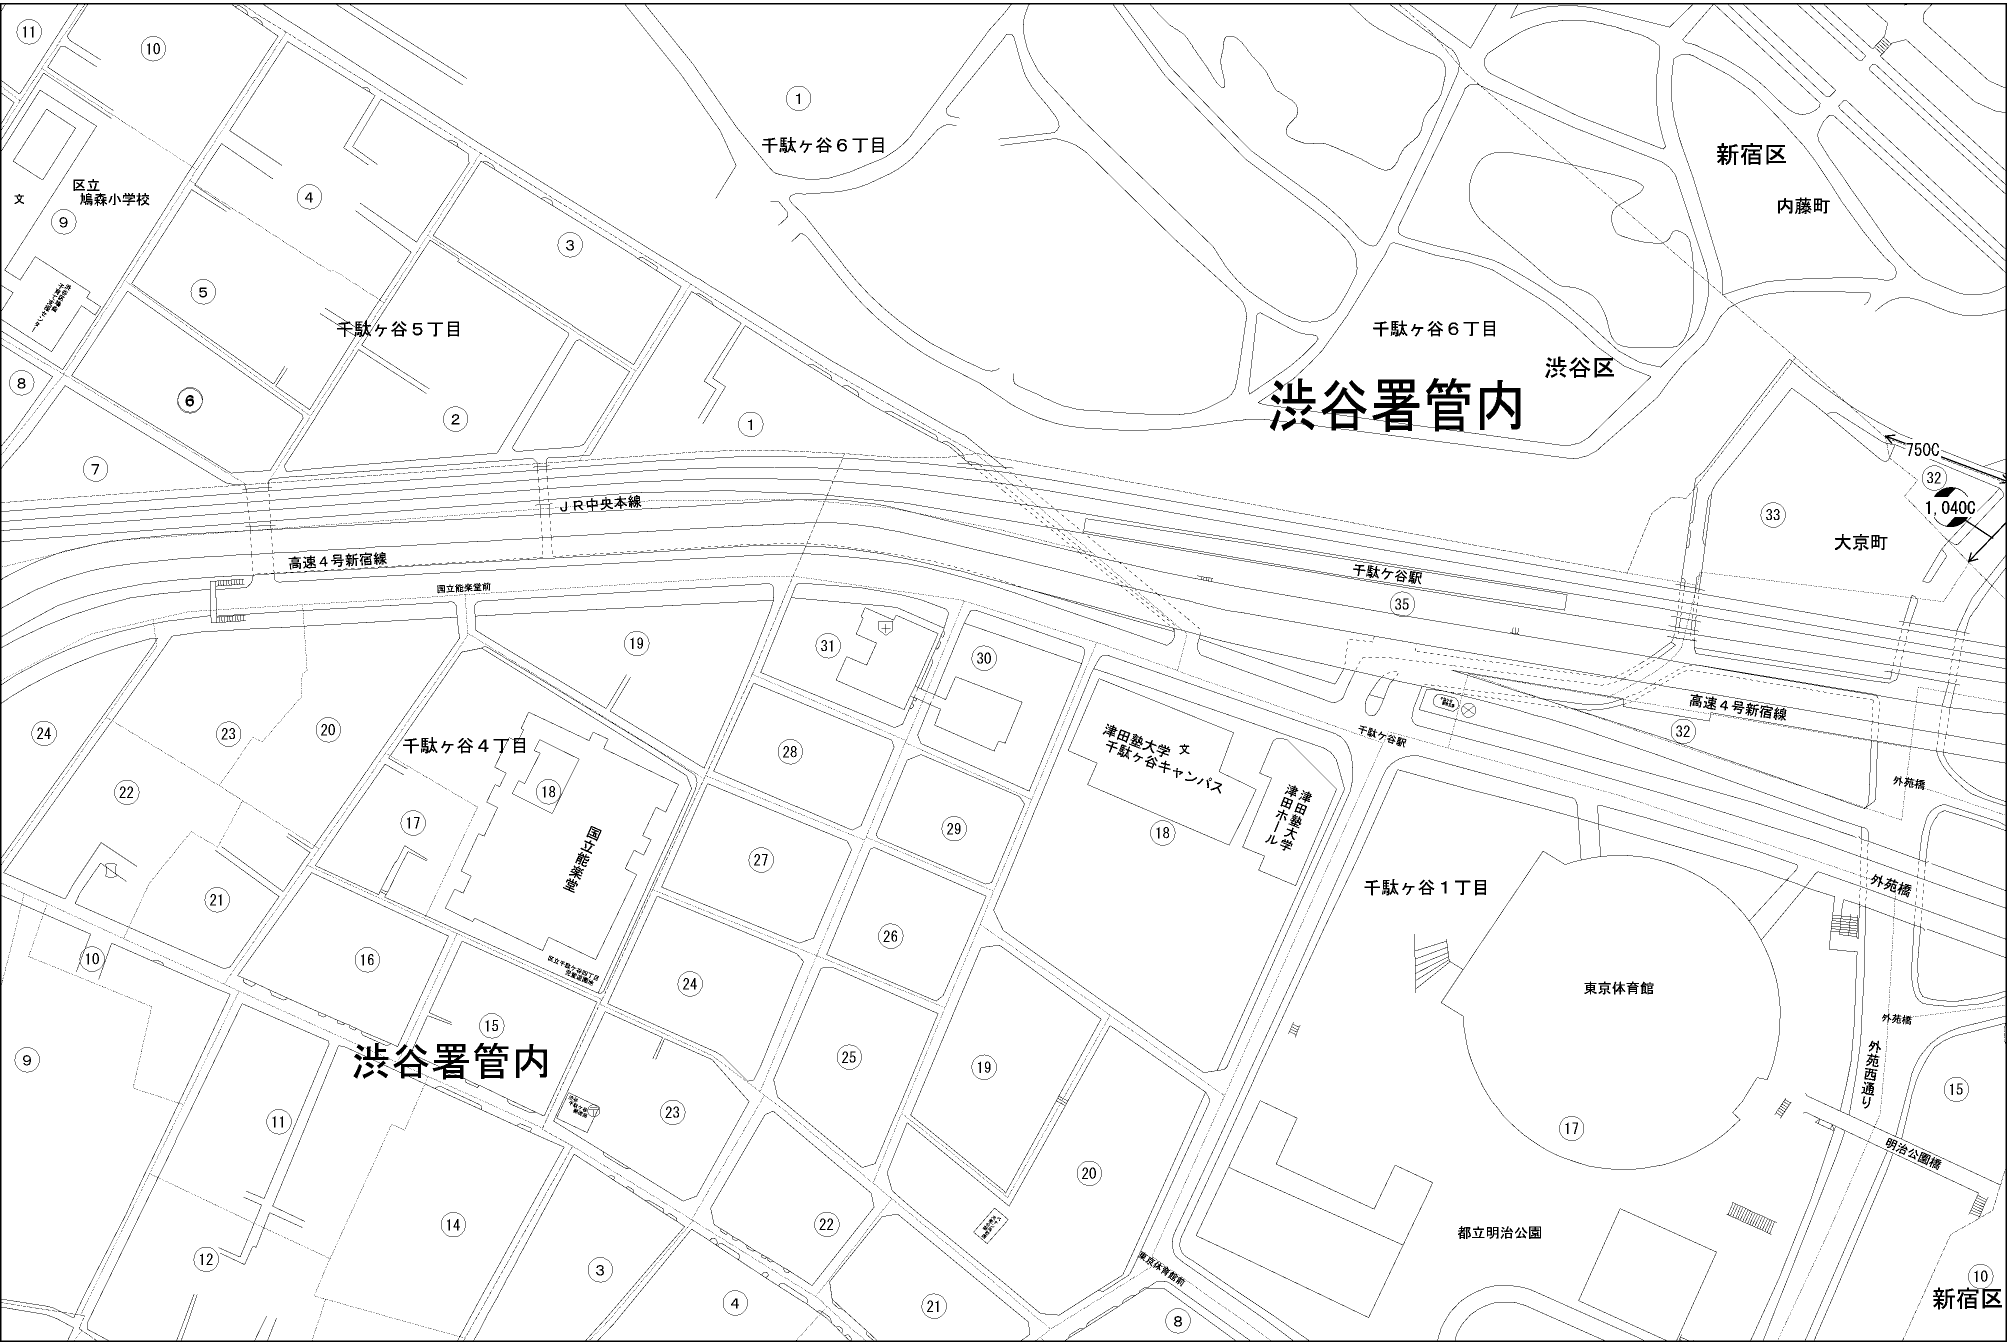 11
10
1
千駄ヶ谷６丁目
新宿区
内藤町
区立
鳩森小学校
文
9
4
3
5
千駄ヶ谷５丁目
千駄ヶ谷６丁目
渋谷区
渋谷署管内
8
6
2
1
7
750C
32
1,040C
33
大京町
ＪＲ中央本線
高速４号新宿線
国立能楽堂前
千駄ケ谷駅
35
19
31
30
24
23
20
千駄ヶ谷４丁目
28
津田塾大学
千駄ヶ谷キャンパス
文
千駄ヶ谷駅
高速４号新宿線
32
外苑橋
22
17
18
国立能楽堂
29
18
津田塾大学
津田ホール
27
21
26
千駄ヶ谷１丁目
外苑橋
10
16
区立千駄ケ谷四丁目
24
東京体育館
外苑橋
15
渋谷署管内
25
19
外苑西通り
15
9
11
23
17
明治公園橋
20
14
22
都立明治公園
12
3
東京体育館前
10
新宿区
4
21
8